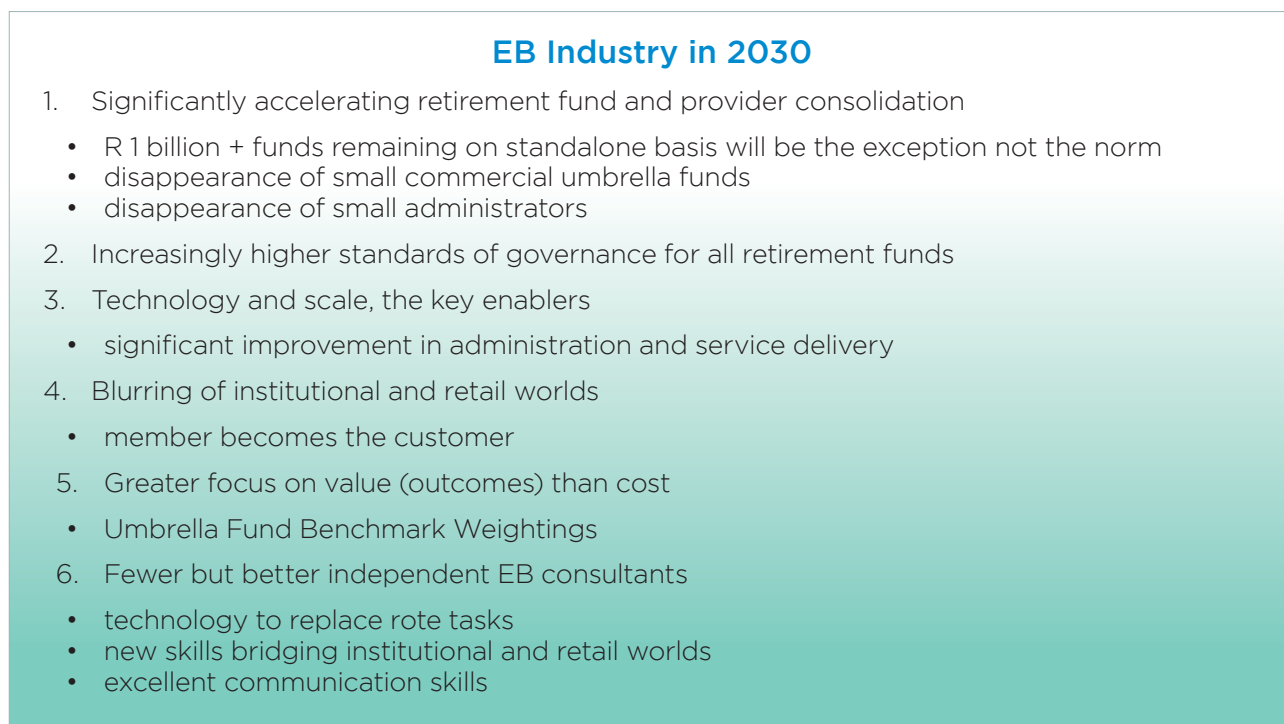 EB Industry in 2030
1. Significantly accelerating retirement fund and provider consolidation
• R 1 billion + funds remaining on standalone basis will be the exception not the norm
• disappearance of small commercial umbrella funds
• disappearance of small administrators
2. Increasingly higher standards of governance for all retirement funds
3. Technology and scale, the key enablers
• significant improvement in administration and service delivery
4. Blurring of institutional and retail worlds
• member becomes the customer
5. Greater focus on value (outcomes) than cost
• Umbrella Fund Benchmark Weightings
6. Fewer but better independent EB consultants
• technology to replace rote tasks
• new skills bridging institutional and retail worlds
• excellent communication skills